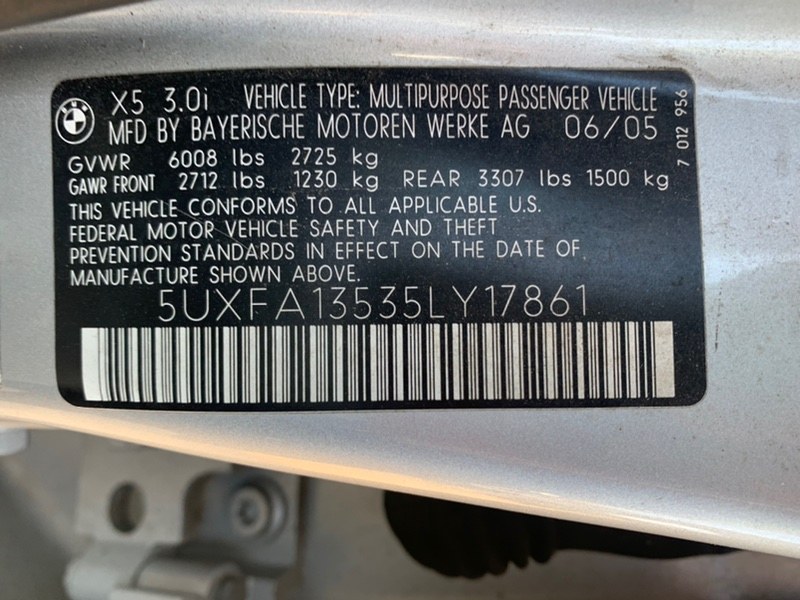 X5 3.0i VEHICLE TYPE: MULTIPURPOSE PASSENGER VEHICLE
MFD BY BAYERISCHE MOTOREN WERKE AG 06/05
GVWR 6008 lbs 2725 kg
GAWR FRONT 2712 lbs 1230 kg REAR 3307 lbs 1500 kg
THIS VEHICLE CONFORMS TO ALL APPLICABLE U.S.
FEDERAL MOTOR VEHICLE SAFETY AND THEFT
PREVENTION STANDARDS IN EFFECT ON THE DATE OF
MANUFACTURE SHOWN ABOVE.
5UXFA13535LY17861
7 012 956